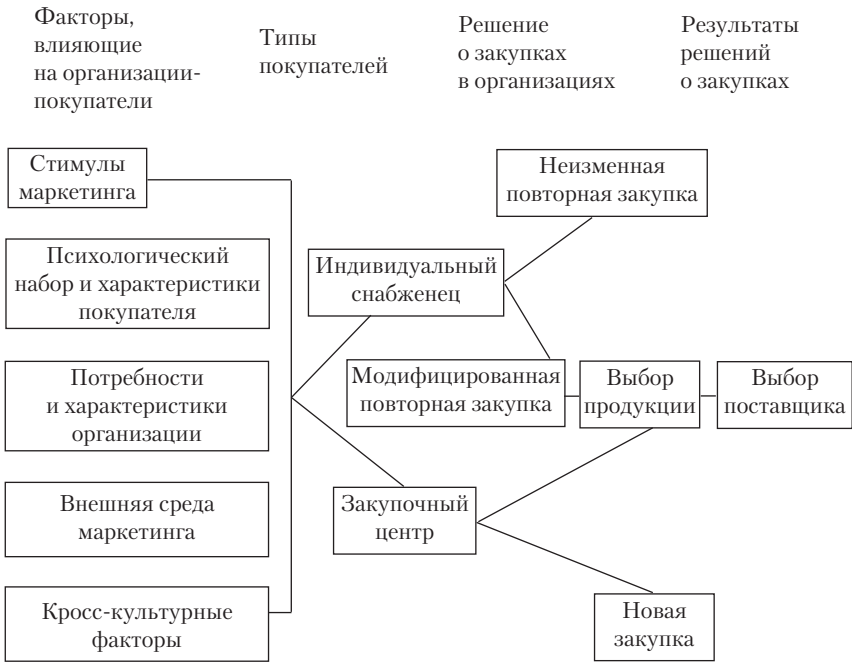 Факторы,
влияющие
на организации-
покупатели
Типы
покупателей
Решение
о закупках
в организациях
Результаты
решений
о закупках
Стимулы
маркетинга
Психологический
набор и характеристики
покупателя
Потребности
и характеристики
организации
Внешняя среда
маркетинга
Кросс-культурные
факторы
Индивидуальный
снабженец
Закупочный
центр
Неизменная
повторная закупка
Модифицированная
повторная закупка
Новая
закупка
Выбор
продукции
Выбор
поставщика